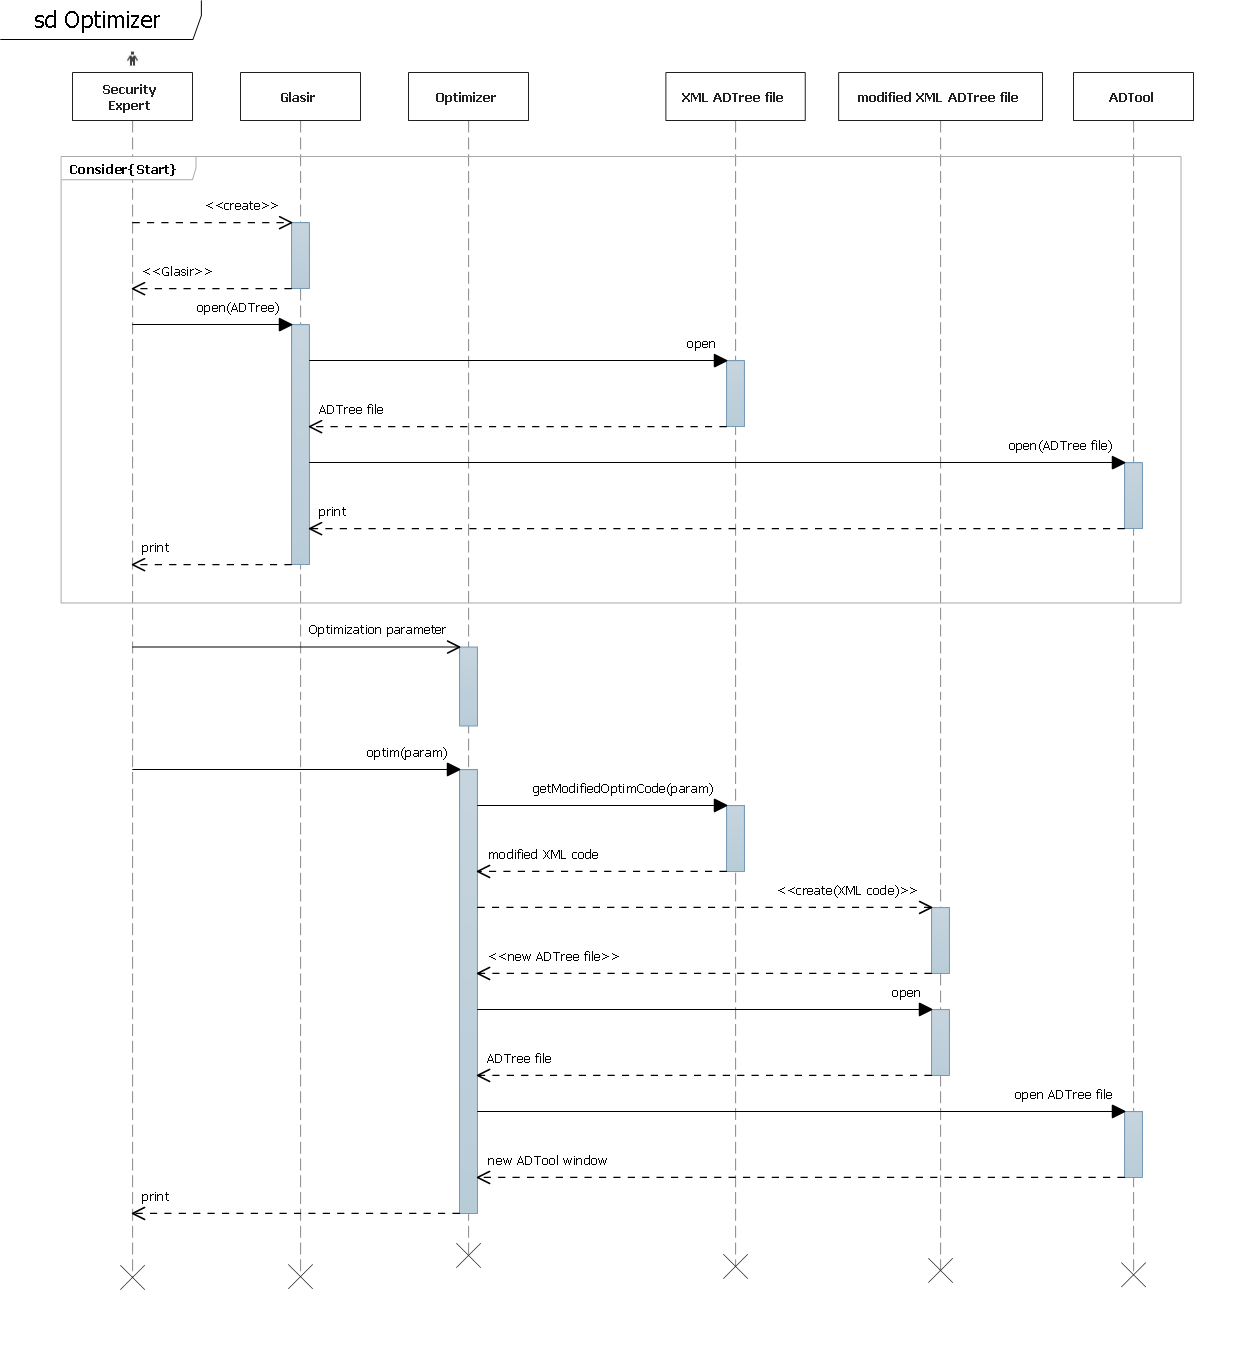 sd Optimizer
Security
Expert
Glasir
Optimizer
XML ADTree file
modified XML ADTree file
ADTool
Consider{Start}
<<create>>
<<Glasir>>
open(ADTree)
open
ADTree file
open(ADTree file)
print
print
Optimization parameter
optim(param)
getModifiedOptimCode(param)
modified XML code
<<create(XML code)>>
<<new ADTree file>>
open
ADTree file
open ADTree file
new ADTool window
print